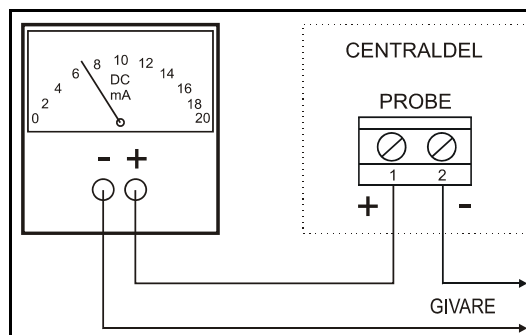 0 2 4 6 8 10 12 14 16 18 20
DC
mA
- +
CENTRALDEL
PROBE
1 2
+ -
GIVARE